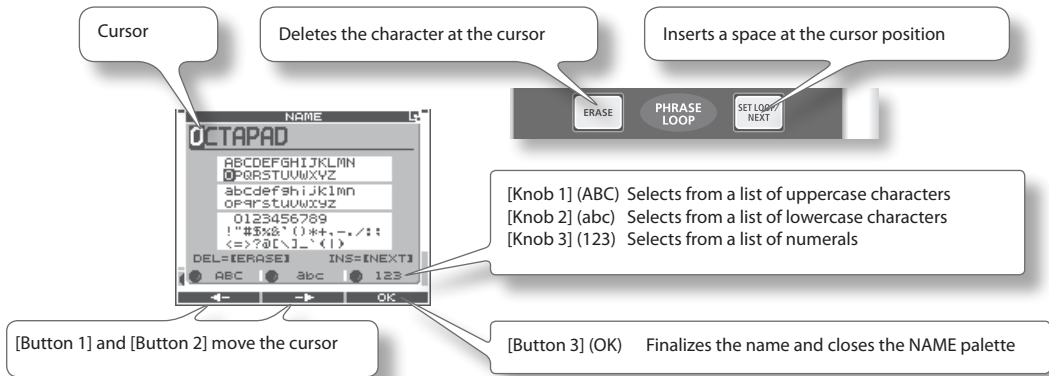 Cursor
Deletes the character at the cursor
Inserts a space at the cursor position
ERASE
PHRASE
LOOP
SET LOOP/
NEXT
NAME
OCTAPAD
ABCDEFGHIJKLMN
OPQRSTUVWXYZ
abcdefghijklmn
opqrstuvwxyz
0123456789
!"#$%&`()*+,-./:;
<=>?@[\]_`{|}
DEL=[ERASE] INS=[NEXT]
ABC abc 123
OK
[Knob 1] (ABC) Selects from a list of uppercase characters
[Knob 2] (abc) Selects from a list of lowercase characters
[Knob 3] (123) Selects from a list of numerals
[Button 1] and [Button 2] move the cursor
[Button 3] (OK) Finalizes the name and closes the NAME palette